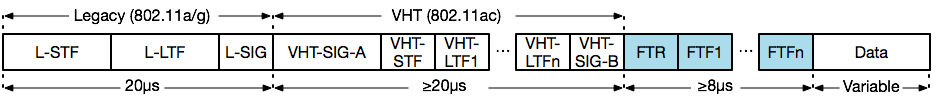 Legacy (802.11a/g)
VHT (802.11ac)
L-STF
L-LTF
L-SIG
VHT-SIG-A
VHT-
STF
VHT-
LTF1
...
VHT-
LTFn
VHT-
SIG-B
FTR
FTF1
...
FTFn
Data
20μs
≥20μs
≥8μs
Variable